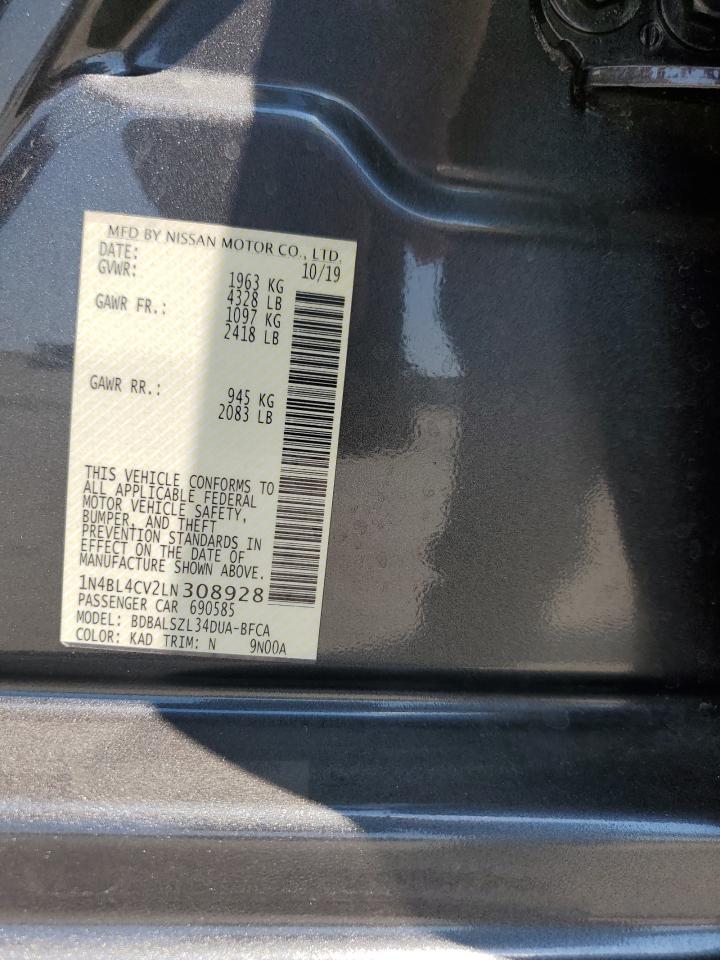 MFD BY NISSAN MOTOR CO., LTD.
DATE: 10/19
GVWR: 1963 KG
4328 LB
GAWR FR.: 1097 KG
2418 LB
GAWR RR.: 945 KG
2083 LB
THIS VEHICLE CONFORMS TO
ALL APPLICABLE FEDERAL
MOTOR VEHICLE SAFETY,
BUMPER, AND THEFT
PREVENTION STANDARDS IN
EFFECT ON THE DATE OF
MANUFACTURE SHOWN ABOVE.
1N4BL4CV2LN308928
PASSENGER CAR 690585
MODEL: BDBALSZL34DUA-BFCA
COLOR: KAD TRIM: N 9N00A